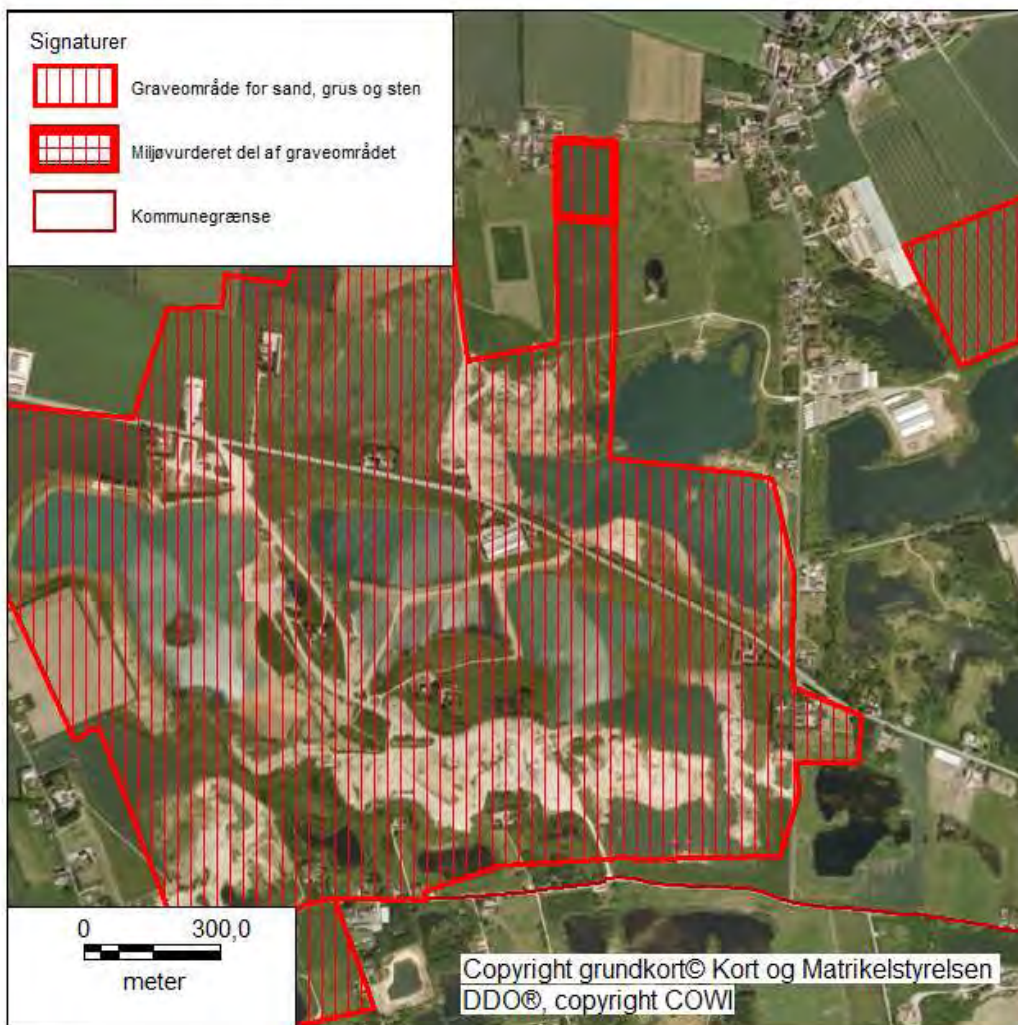 Signaturer
Graveområde for sand, grus og sten
Miljøvurderet del af graveområdet
Kommunegrænse
0 300,0
meter
Copyright grundkort© Kort og Matrikelstyrelsen
DDO®, copyright COWI